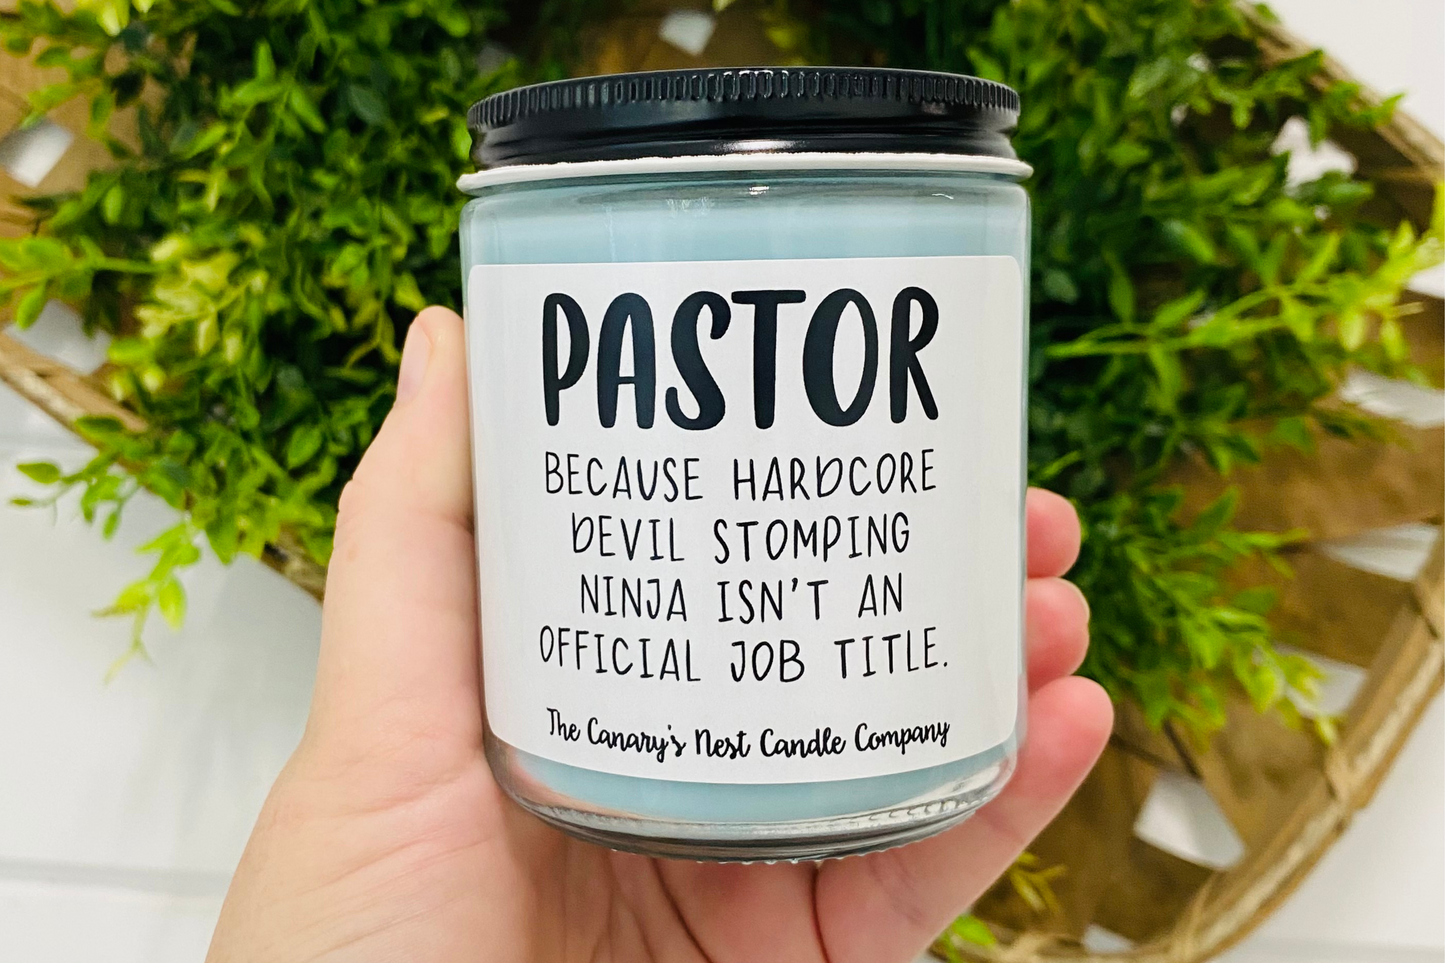 PASTOR
BECAUSE HARDCORE
DEVIL STOMPING
NINJA ISN'T AN
OFFICIAL JOB TITLE.
The Canary's Nest Candle Company